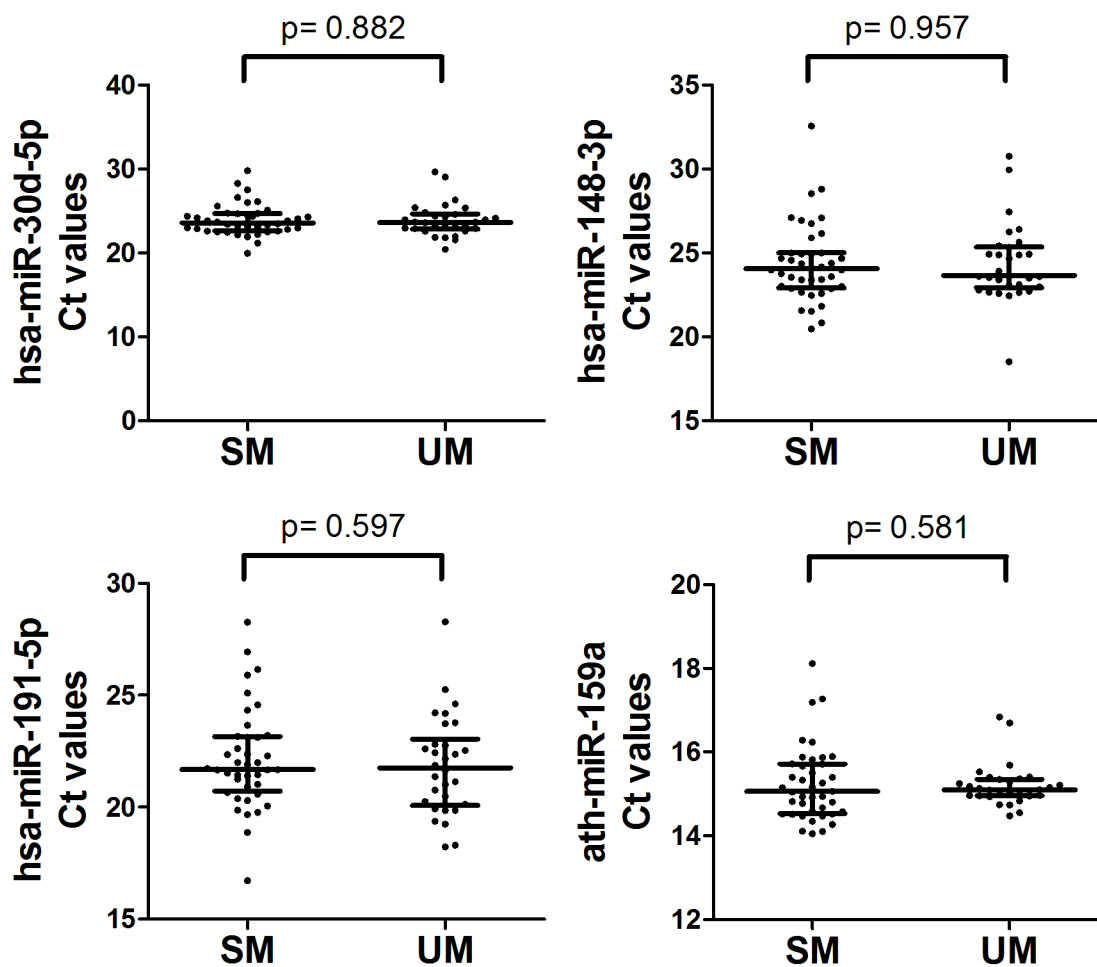 p= 0.882
hsa-miR-30d-5p
Ct values
40
30
20
10
0
SM
UM
p= 0.957
hsa-miR-148-3p
Ct values
35
30
25
20
15
SM
UM
p= 0.597
hsa-miR-191-5p
Ct values
30
25
20
15
SM
UM
p= 0.581
ath-miR-159a
Ct values
20
18
16
14
12
SM
UM